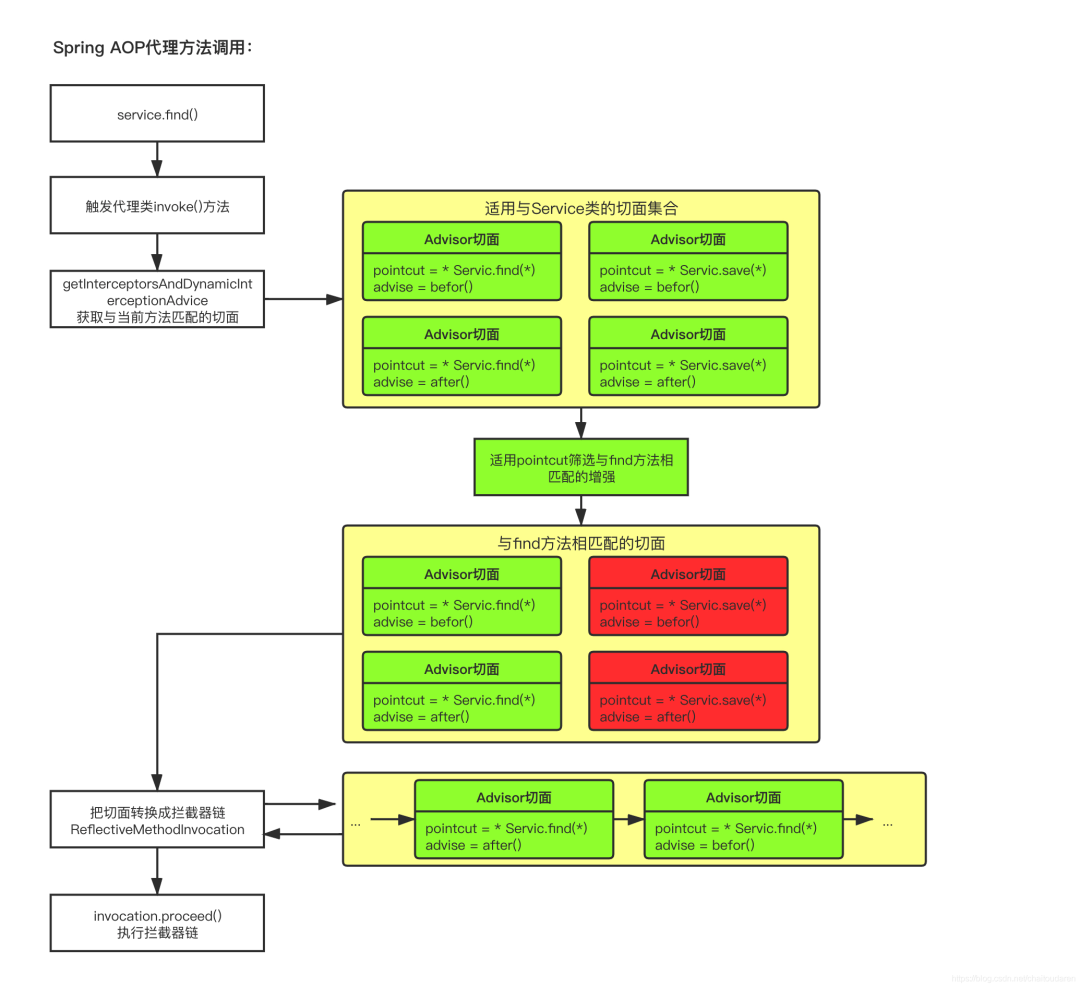 Spring AOP代理方法调用：
service.find()
触发代理类invoke()方法
getInterceptorsAndDynamicInt
erceptionAdvice
获取与当前方法匹配的切面
适用与Service类的切面集合
Advisor切面
pointcut = * Servic.find(*)
advise = befor()
Advisor切面
pointcut = * Servic.save(*)
advise = befor()
Advisor切面
pointcut = * Servic.find(*)
advise = after()
Advisor切面
pointcut = * Servic.save(*)
advise = after()
适用pointcut筛选与find方法相
匹配的增强
与find方法相匹配的切面
Advisor切面
pointcut = * Servic.find(*)
advise = befor()
Advisor切面
pointcut = * Servic.save(*)
advise = befor()
Advisor切面
pointcut = * Servic.find(*)
advise = after()
Advisor切面
pointcut = * Servic.save(*)
advise = after()
把切面转换成拦截器链
ReflectiveMethodInvocation
...
Advisor切面
pointcut = * Servic.find(*)
advise = after()
Advisor切面
pointcut = * Servic.find(*)
advise = befor()
...
invocation.proceed()
执行拦截器链